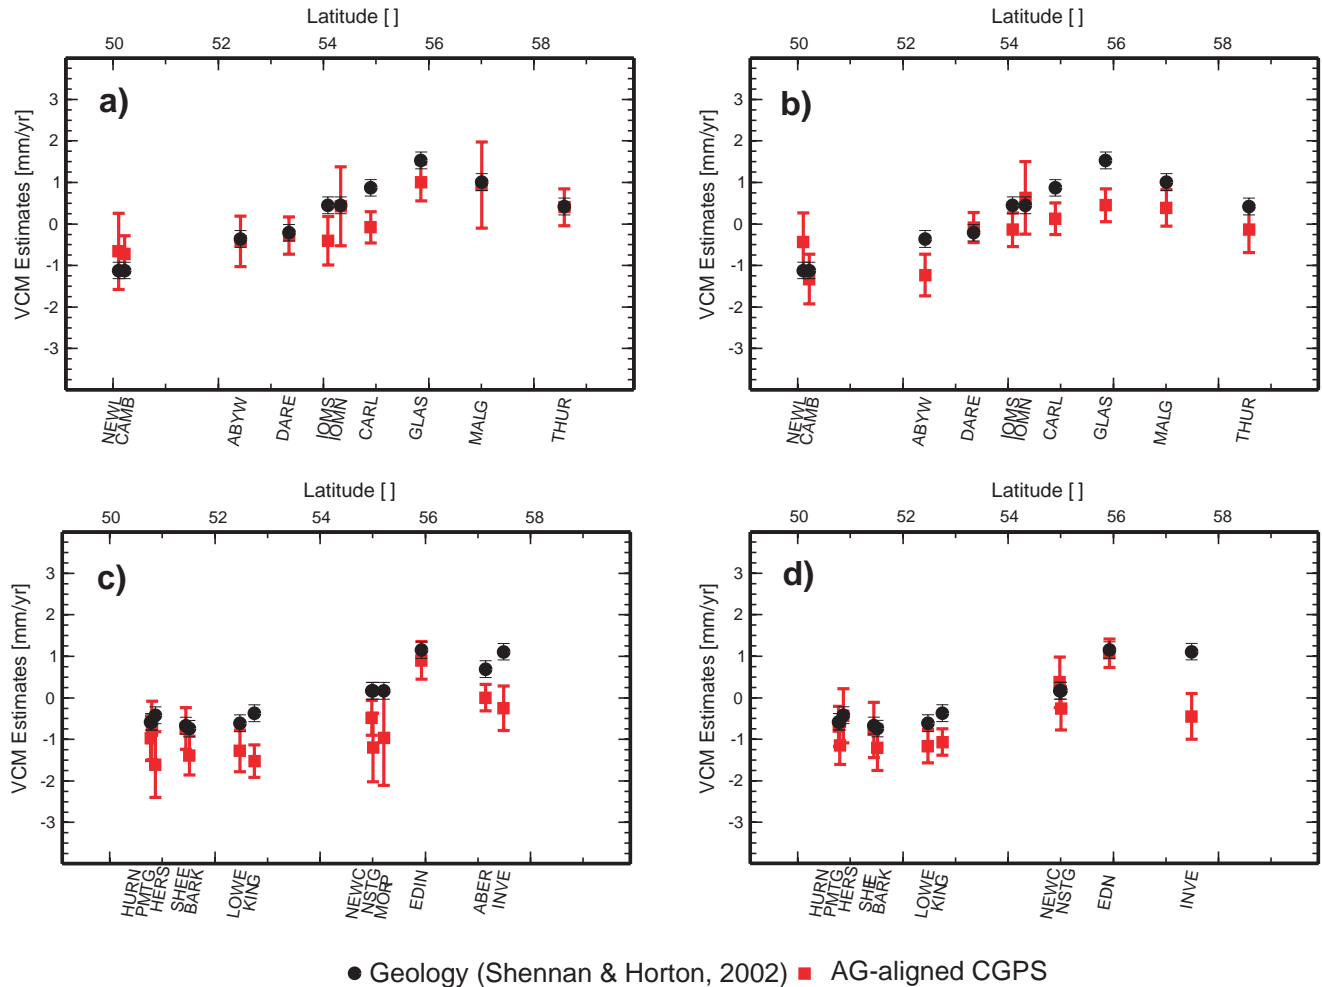 Latitude [ ]
50 52 54 56 58
a)
VCM Estimates [mm/yr]
3
2
1
0
-1
-2
-3
NEWL CAMB ABYW DARE IOMS IOMN CARL GLAS MALG THUR
Latitude [ ]
50 52 54 56 58
b)
VCM Estimates [mm/yr]
3
2
1
0
-1
-2
-3
NEWL CAMB ABYW DARE IOMS IOMN CARL GLAS MALG THUR
Latitude [ ]
50 52 54 56 58
c)
VCM Estimates [mm/yr]
3
2
1
0
-1
-2
-3
HURN PMTG HERS SHEE BARK LOWE KING NEWC NSTG MORP EDIN ABER INVE
Latitude [ ]
50 52 54 56 58
d)
VCM Estimates [mm/yr]
3
2
1
0
-1
-2
-3
HURN PMTG HERS SHEE BARK LOWE KING NEWC NSTG EDN INVE
Geology (Shennan & Horton, 2002) AG-aligned CGPS